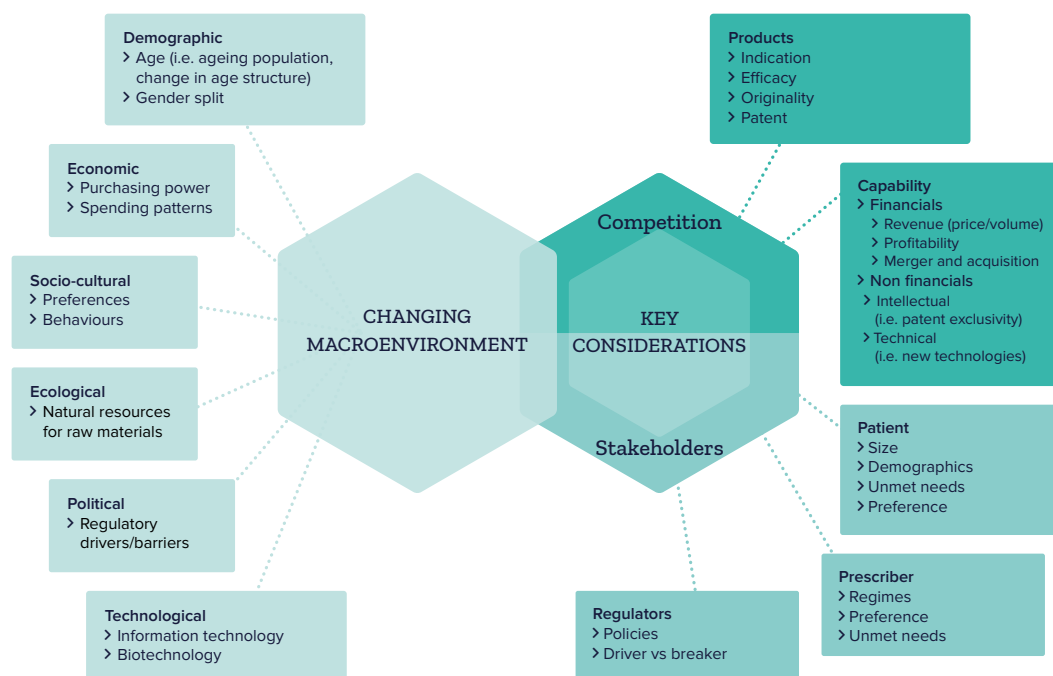 Demographic
> Age (i.e. ageing population,
change in age structure)
> Gender split
Economic
> Purchasing power
> Spending patterns
Socio-cultural
> Preferences
> Behaviours
Ecological
> Natural resources
for raw materials
Political
> Regulatory
drivers/barriers
Technological
> Information technology
> Biotechnology
CHANGING
MACROENVIRONMENT
Competition
KEY
CONSIDERATIONS
Stakeholders
Products
> Indication
> Efficacy
> Originality
> Patent
Capability
> Financials
> Revenue (price/volume)
> Profitability
> Merger and acquisition
> Non financials
> Intellectual
(i.e. patent exclusivity)
> Technical
(i.e. new technologies)
Patient
> Size
> Demographics
> Unmet needs
> Preference
Prescriber
> Regimes
> Preference
> Unmet needs
Regulators
> Policies
> Driver vs breaker